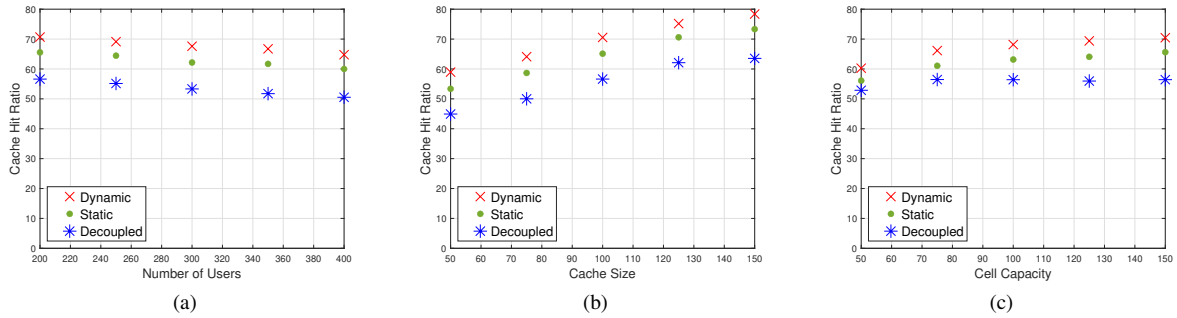 80
70
60
50
40
30
20
10
0
Cache Hit Ratio
Dynamic
Static
Decoupled
200 220 240 260 280 300 320 340 360 380 400
Number of Users
(a)
80
70
60
50
40
30
20
10
0
Cache Hit Ratio
Dynamic
Static
Decoupled
50 60 70 80 90 100 110 120 130 140 150
Cache Size
(b)
80
70
60
50
40
30
20
10
0
Cache Hit Ratio
Dynamic
Static
Decoupled
50 60 70 80 90 100 110 120 130 140 150
Cell Capacity
(c)